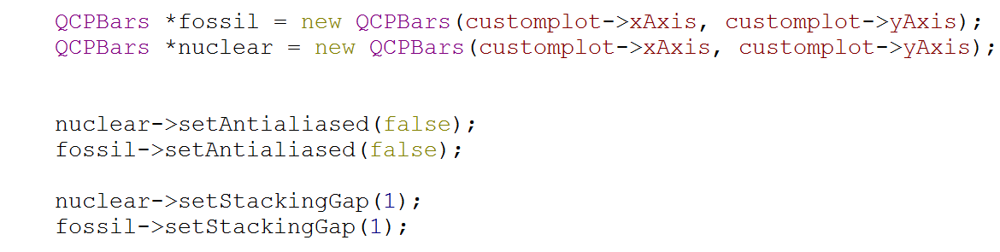 QCPBars *fossil = new QCPBars(customplot->xAxis, customplot->yAxis);
QCPBars *nuclear = new QCPBars(customplot->xAxis, customplot->yAxis);
nuclear->setAntialiased(false);
fossil->setAntialiased(false);
nuclear->setStackingGap(1);
fossil->setStackingGap(1);